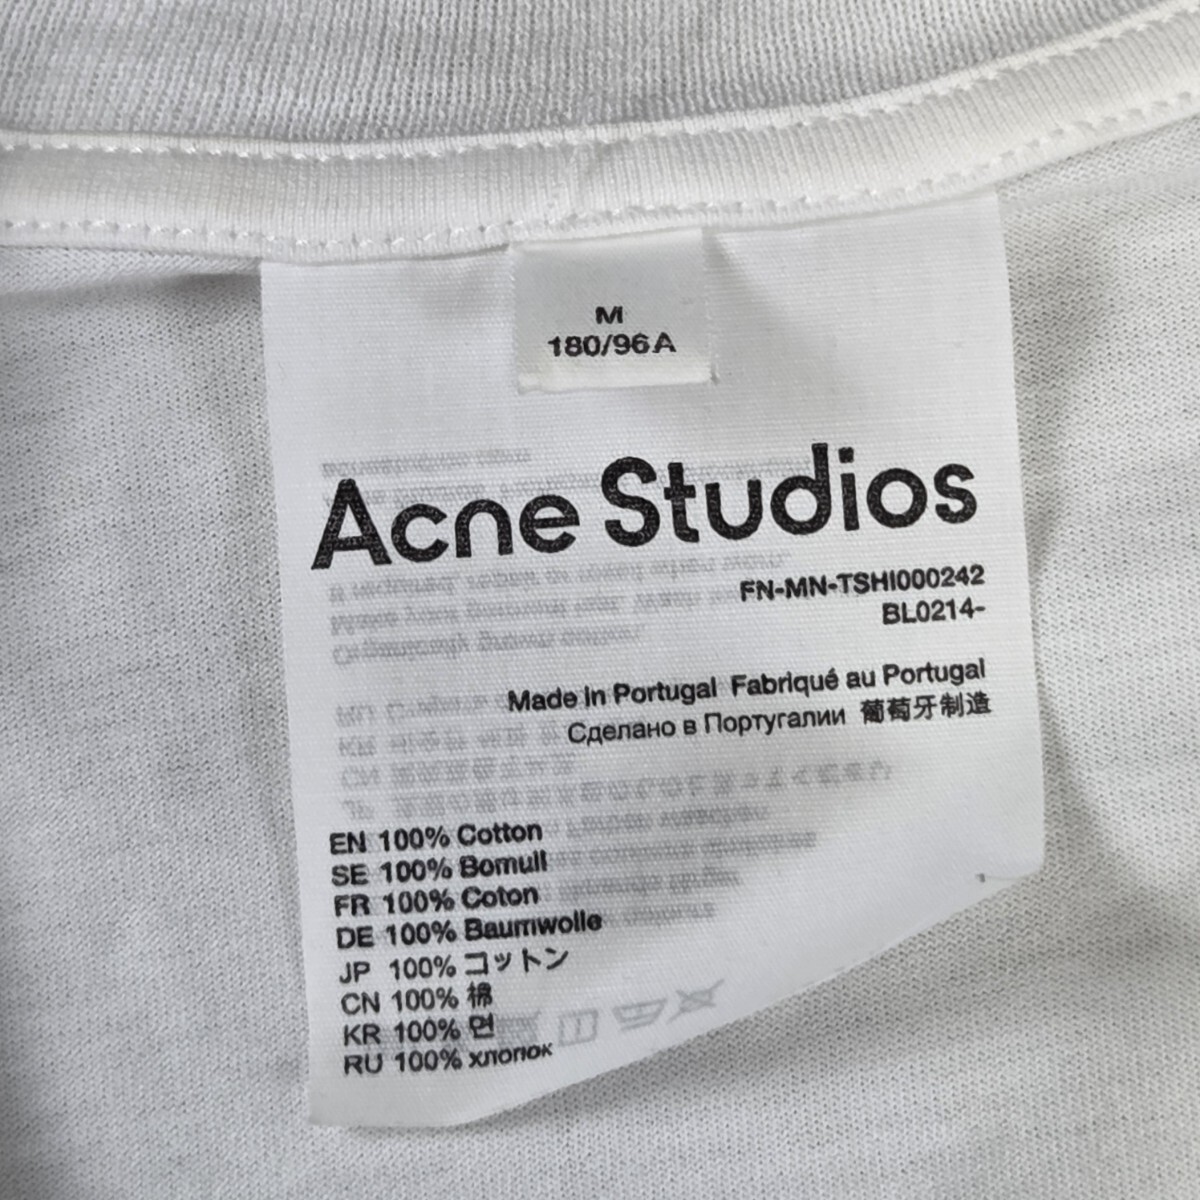 M
180/96A
Acne Studios
FN-MN-TSHI000242
BL0214-
Made in Portugal Fabriqué au Portugal
Сделано в Португалии 葡萄牙制造
EN 100% Cotton
SE 100% Bomull
FR 100% Coton
DE 100% Baumwolle
JP 100% コットン
CN 100% 棉
KR 100% 면
RU 100% хлопок